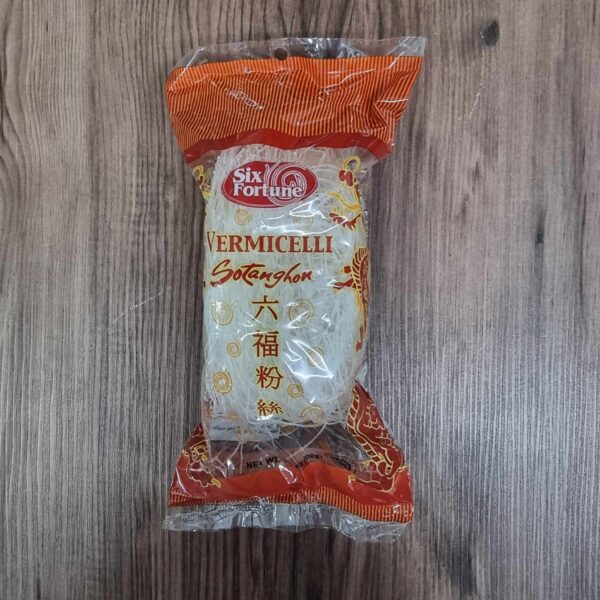 Six
Fortune
VERMICELLI
Sotanghon
六
福
粉
絲
NET WT.